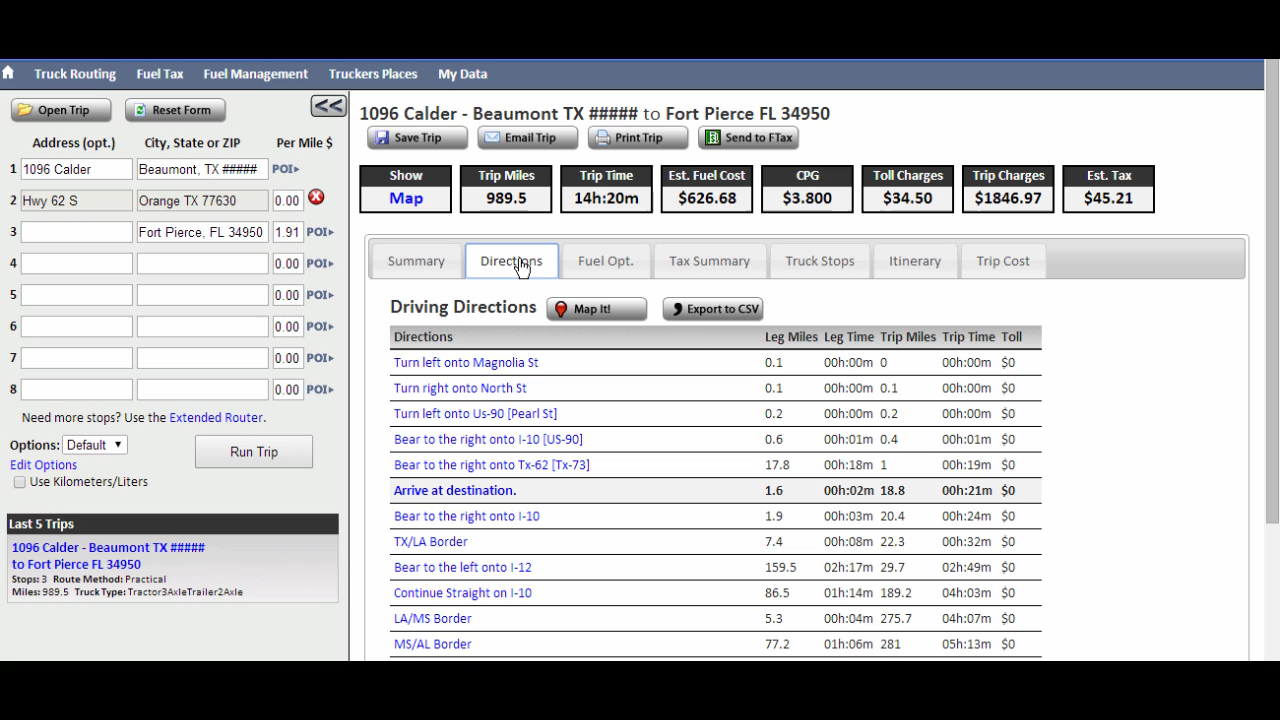 Truck Routing Fuel Tax Fuel Management Truckers Places My Data
Open Trip Reset Form <<
Address (opt.) City, State or ZIP Per Mile $
1 1096 Calder Beaumont, TX ##### POI
2 Hwy 62 S Orange TX 77630 0.00
3 Fort Pierce, FL 34950 1.91 POI
4 0.00 POI
5 0.00 POI
6 0.00 POI
7 0.00 POI
8 0.00 POI
Need more stops? Use the Extended Router.
Options: Default Run Trip
Edit Options
Use Kilometers/Liters
Last 5 Trips
1096 Calder - Beaumont TX #####
to Fort Pierce FL 34950
Stops: 3 Route Method: Practical
Miles: 989.5 Truck Type: Tractor3AxleTrailer2Axle
1096 Calder - Beaumont TX ##### to Fort Pierce FL 34950
Save Trip Email Trip Print Trip Send to FTax
Show Trip Miles Trip Time Est. Fuel Cost CPG Toll Charges Trip Charges Est. Tax
Map 989.5 14h:20m $626.68 $3.800 $34.50 $1846.97 $45.21
Summary Directions Fuel Opt. Tax Summary Truck Stops Itinerary Trip Cost
Driving Directions Map It! Export to CSV
Directions Leg Miles Leg Time Trip Miles Trip Time Toll
Turn left onto Magnolia St 0.1 00h:00m 0 00h:00m $0
Turn right onto North St 0.1 00h:00m 0.1 00h:00m $0
Turn left onto Us-90 [Pearl St] 0.2 00h:00m 0.2 00h:00m $0
Bear to the right onto I-10 [US-90] 0.6 00h:01m 0.4 00h:01m $0
Bear to the right onto Tx-62 [Tx-73] 17.8 00h:18m 1 00h:19m $0
Arrive at destination. 1.6 00h:02m 18.8 00h:21m $0
Bear to the right onto I-10 1.9 00h:03m 20.4 00h:24m $0
TX/LA Border 7.4 00h:08m 22.3 00h:32m $0
Bear to the left onto I-12 159.5 02h:17m 29.7 02h:49m $0
Continue Straight on I-10 86.5 01h:14m 189.2 04h:03m $0
LA/MS Border 5.3 00h:04m 275.7 04h:07m $0
MS/AL Border 77.2 01h:06m 281 05h:13m $0